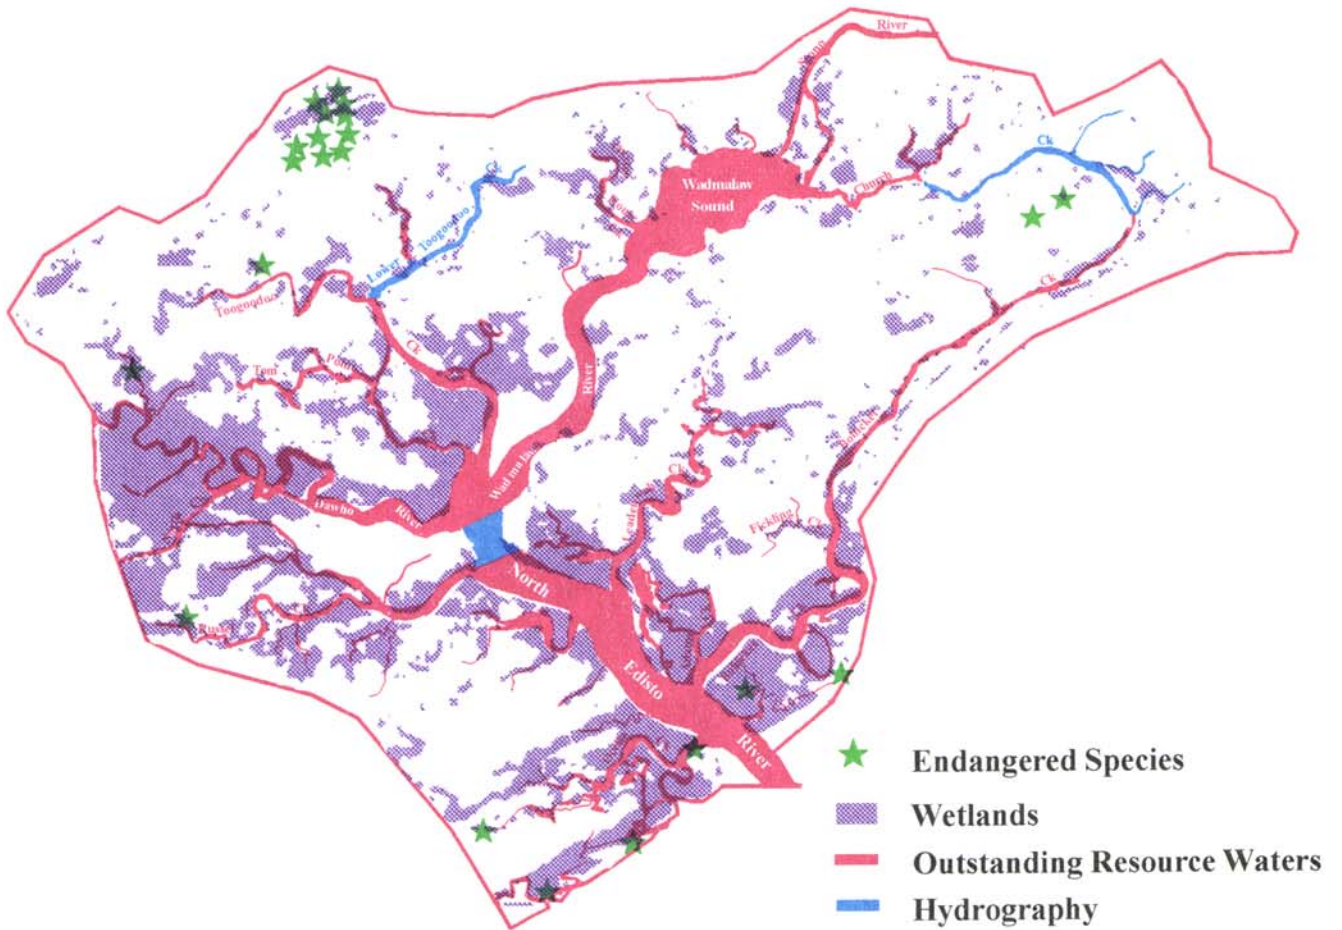 River
Ck
Ck
Church
Wadmalaw
Sound
Toogoodoo
Lower
Toogoodoo
Ck
Ck
Tom
Point
River
Dawho
River
Ck
Fickling
Ck
North
Edisto
River
Endangered Species
Wetlands
Outstanding Resource Waters
Hydrography